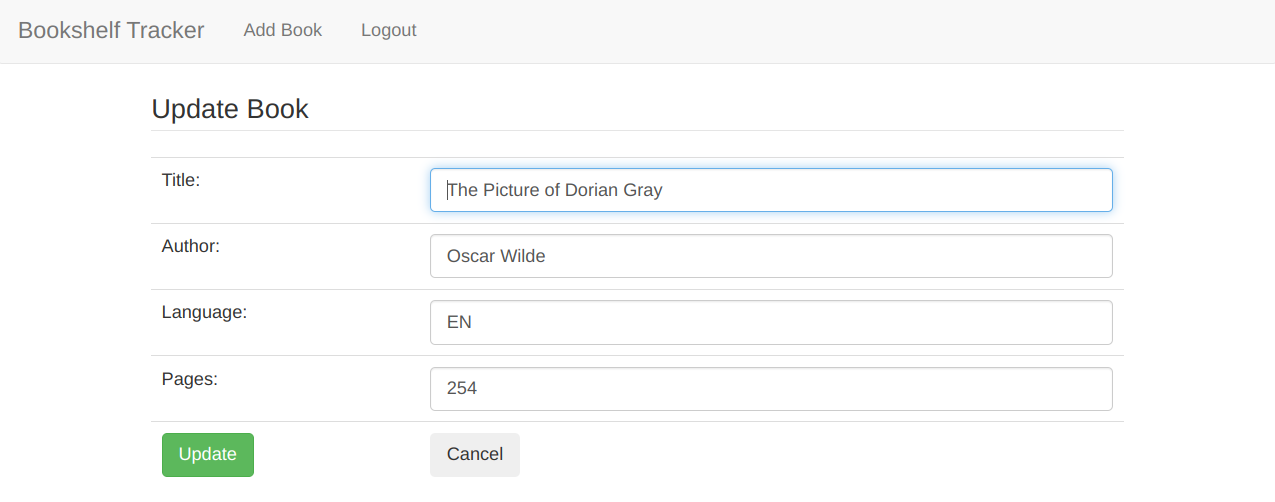 Bookshelf Tracker Add Book Logout
Update Book
Title: The Picture of Dorian Gray
Author: Oscar Wilde
Language: EN
Pages: 254
Update Cancel